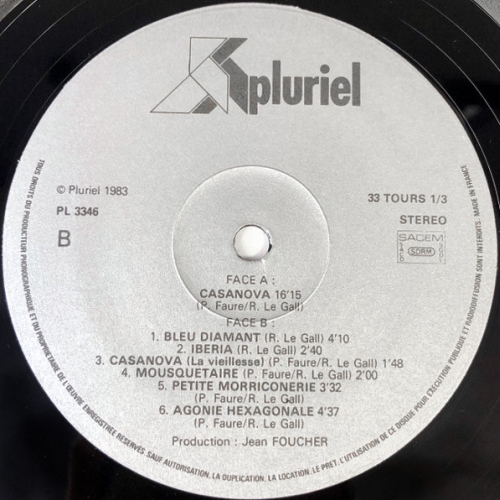 pluriel
© Pluriel 1983
PL 3346
B
33 TOURS 1/3
STEREO
SACEM
SDRM
FACE A :
CASANOVA 16'15
(P. Faure/R. Le Gall)
FACE B :
1. BLEU DIAMANT (R. Le Gall) 4'10
2. IBERIA (R. Le Gall) 2'40
3. CASANOVA (La vieillesse) (P. Faure/R. Le Gall) 1'48
4. MOUSQUETAIRE (P. Faure/R. Le Gall) 2'00
5. PETITE MORRICONERIE 3'32
(P. Faure/R. Le Gall)
6. AGONIE HEXAGONALE 4'37
(P. Faure/R. Le Gall)
Production : Jean FOUCHER
TOUS DROITS DU PRODUCTEUR PHONOGRAPHIQUE ET DU PROPRIETAIRE DE L'ŒUVRE ENREGISTREE RESERVES SAUF AUTORISATION, LA DUPLICATION, LA LOCATION, LE PRET, L'UTILISATION DE CE DISQUE POUR EXECUTION PUBLIQUE ET RADIODIFFUSION SONT INTERDITS. MADE IN FRANCE